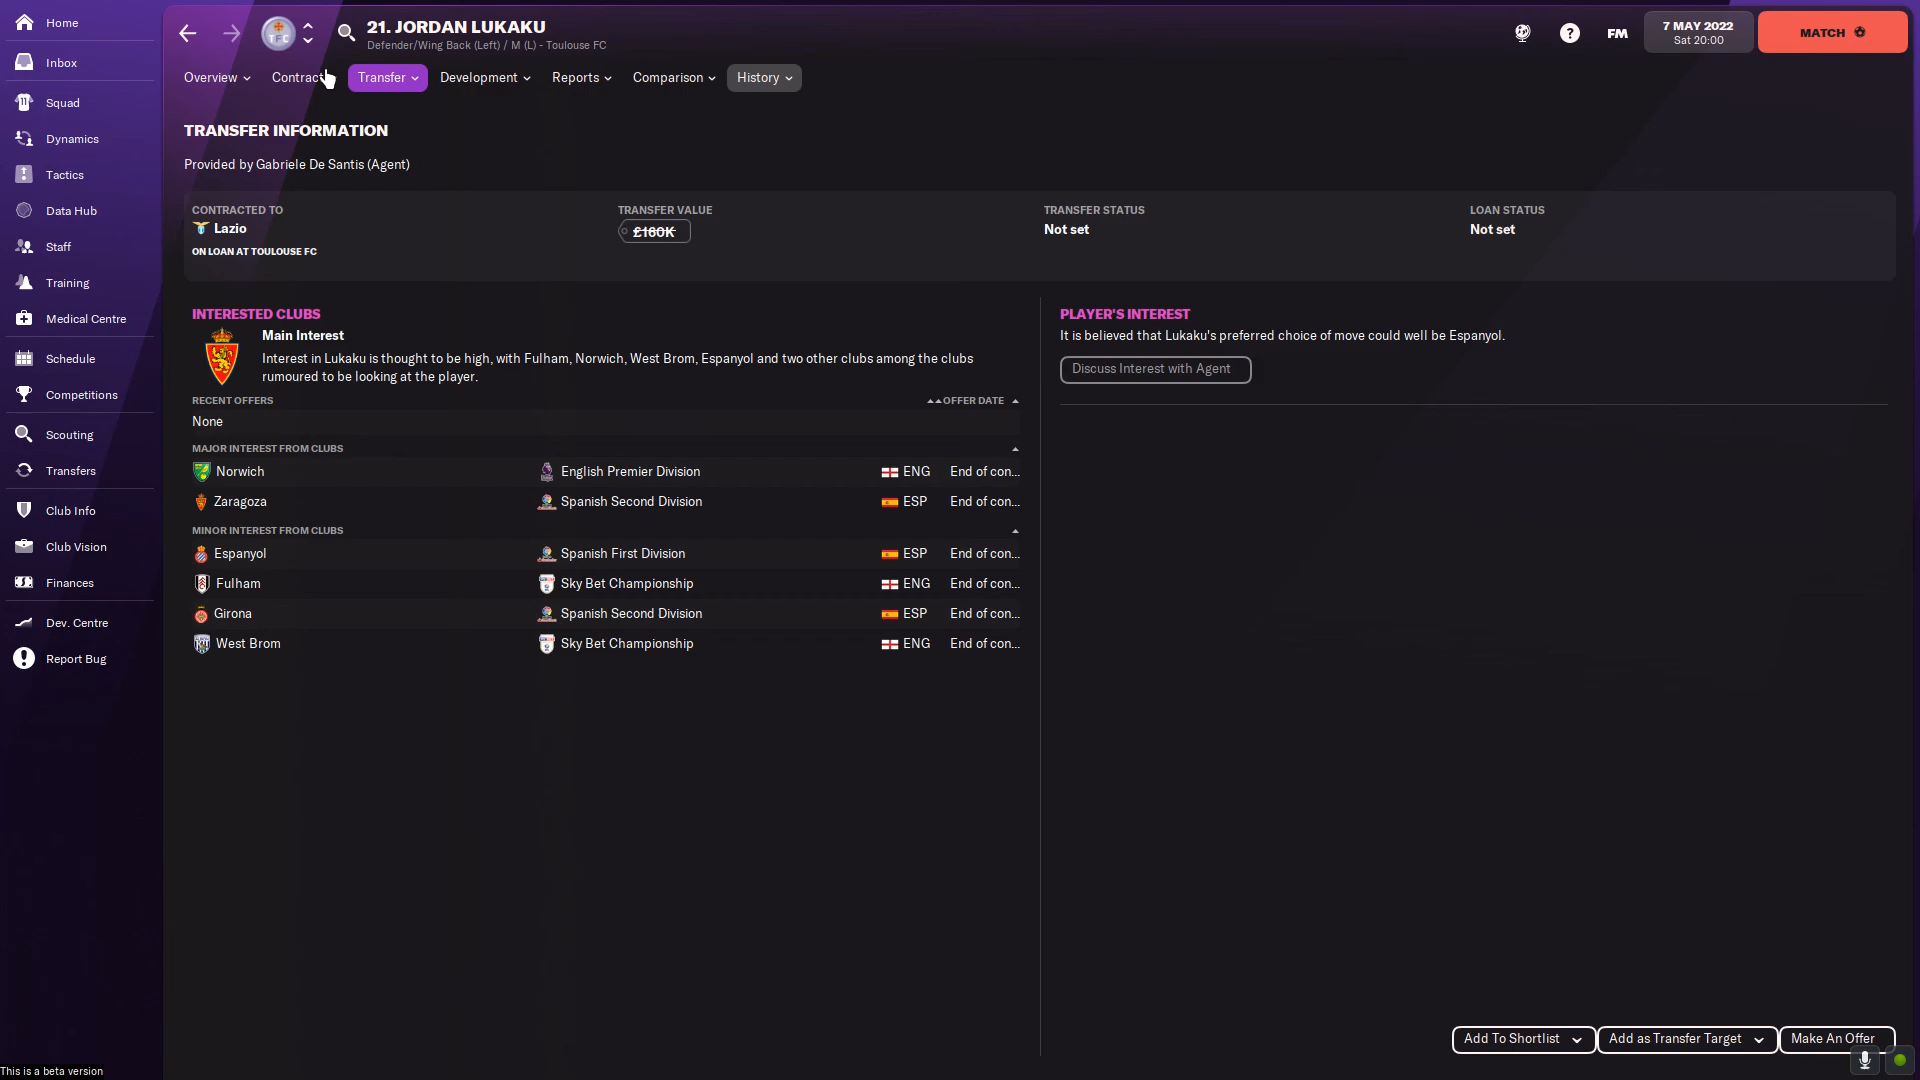 Home
Inbox
Squad
Dynamics
Tactics
Data Hub
Staff
Training
Medical Centre
Schedule
Competitions
Scouting
Transfers
Club Info
Club Vision
Finances
Dev. Centre
Report Bug
This is a beta version
21. JORDAN LUKAKU
Defender/Wing Back (Left) / M (L) - Toulouse FC
FM
7 MAY 2022
Sat 20:00
MATCH
Overview Contract Transfer Development Reports Comparison History
TRANSFER INFORMATION
Provided by Gabriele De Santis (Agent)
CONTRACTED TO TRANSFER VALUE TRANSFER STATUS LOAN STATUS
Lazio £160K Not set Not set
ON LOAN AT TOULOUSE FC
INTERESTED CLUBS
Main Interest
Interest in Lukaku is thought to be high, with Fulham, Norwich, West Brom, Espanyol and two other clubs among the clubs
rumoured to be looking at the player.
RECENT OFFERS OFFER DATE
None
MAJOR INTEREST FROM CLUBS
Norwich English Premier Division ENG End of con...
Zaragoza Spanish Second Division ESP End of con...
MINOR INTEREST FROM CLUBS
Espanyol Spanish First Division ESP End of con...
Fulham Sky Bet Championship ENG End of con...
Girona Spanish Second Division ESP End of con...
West Brom Sky Bet Championship ENG End of con...
PLAYER'S INTEREST
It is believed that Lukaku's preferred choice of move could well be Espanyol.
Discuss Interest with Agent
Add To Shortlist Add as Transfer Target Make An Offer